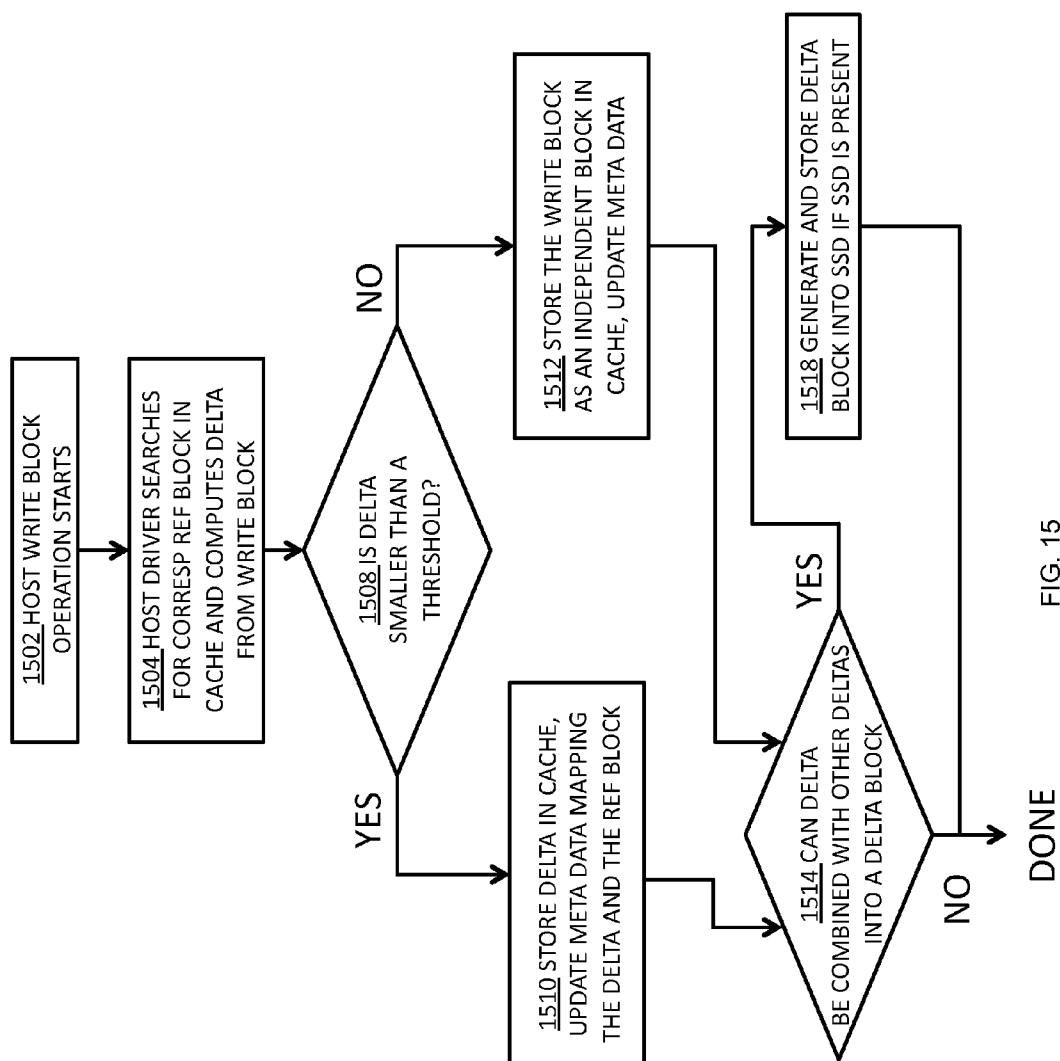 1502 HOST WRITE BLOCK
OPERATION STARTS
1504 HOST DRIVER SEARCHES
FOR CORRESP REF BLOCK IN
CACHE AND COMPUTES DELTA
FROM WRITE BLOCK
1508 IS DELTA
SMALLER THAN A
THRESHOLD?
YES
NO
1510 STORE DELTA IN CACHE,
UPDATE META DATA MAPPING
THE DELTA AND THE REF BLOCK
1512 STORE THE WRITE BLOCK
AS AN INDEPENDENT BLOCK IN
CACHE, UPDATE META DATA
1514 CAN DELTA
BE COMBINED WITH OTHER DELTAS
INTO A DELTA BLOCK
YES
1518 GENERATE AND STORE DELTA
BLOCK INTO SSD IF SSD IS PRESENT
NO
DONE
FIG. 15